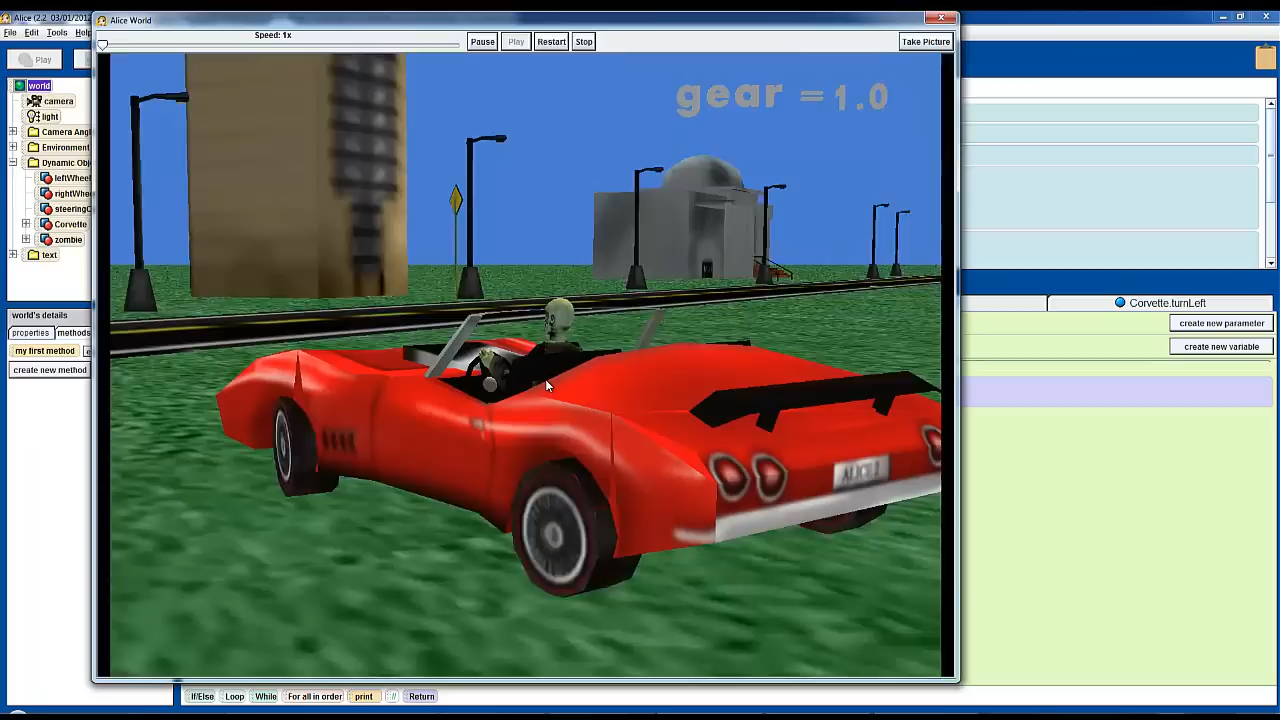 Alice (2.2 03/01/2012
Alice World
File Edit Tools Help
Speed: 1x
Pause Play Restart Stop Take Picture
Play
world
camera
light
Camera Angl
Environment
Dynamic Obj
leftWheel
rightWhe
steeringC
Corvette
zombie
text
gear = 1.0
ALICE 1
world's details
properties methods
my first method
create new method
Corvette.turnLeft
create new parameter
create new variable
If/Else Loop While For all in order print // Return